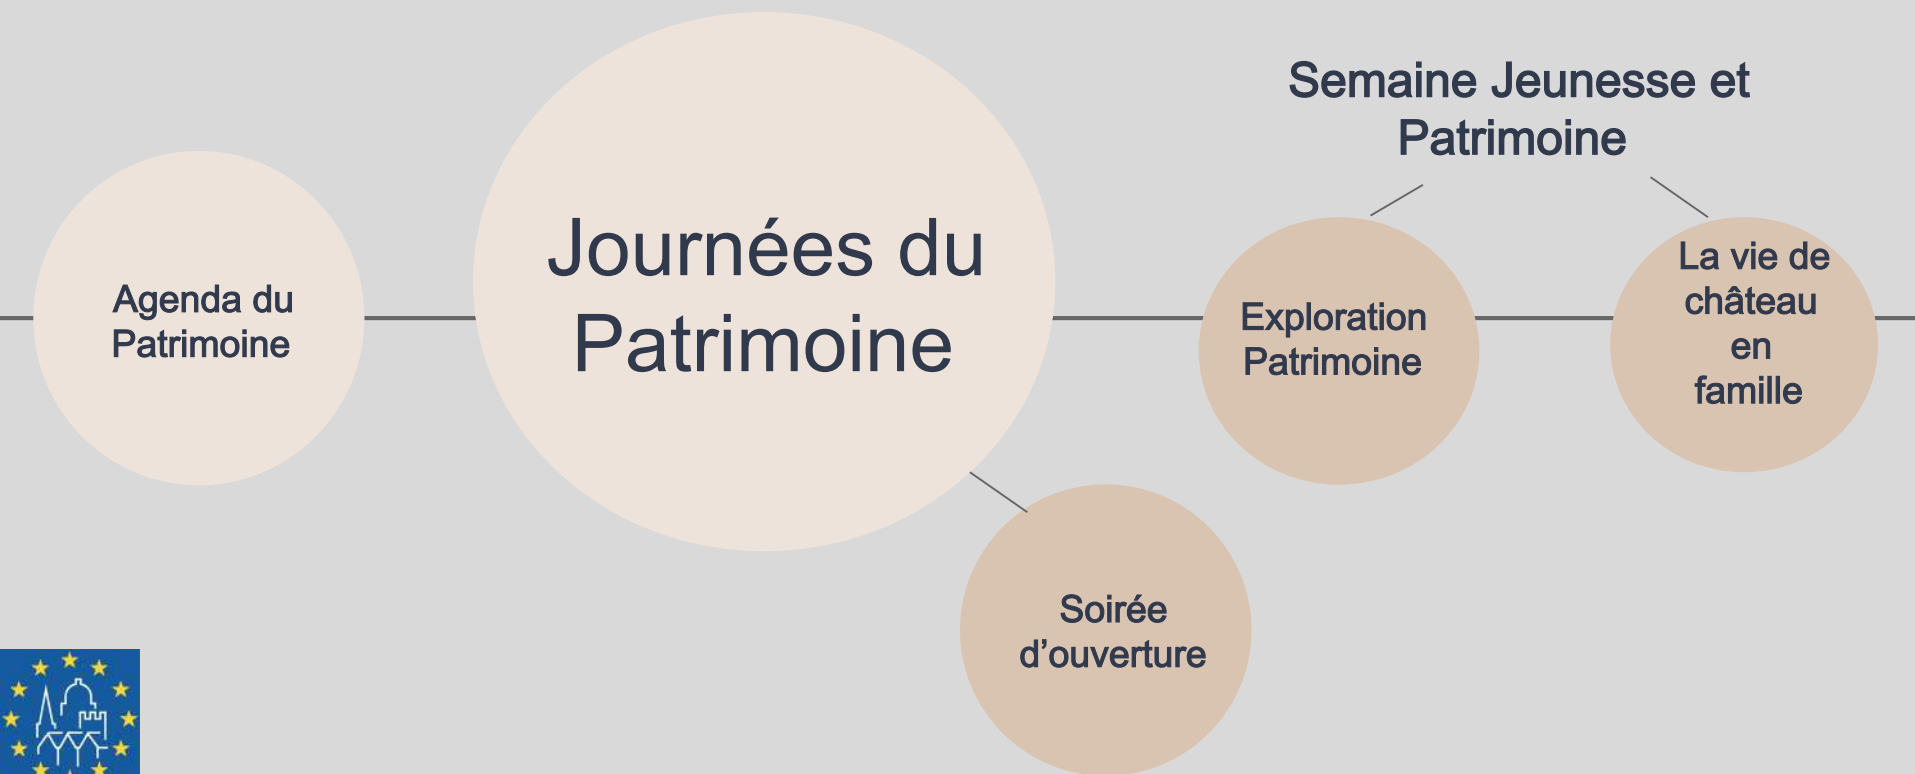 Agenda du
Patrimoine
Journées du
Patrimoine
Semaine Jeunesse et
Patrimoine
Exploration
Patrimoine
La vie de
château
en
famille
Soirée
d’ouverture